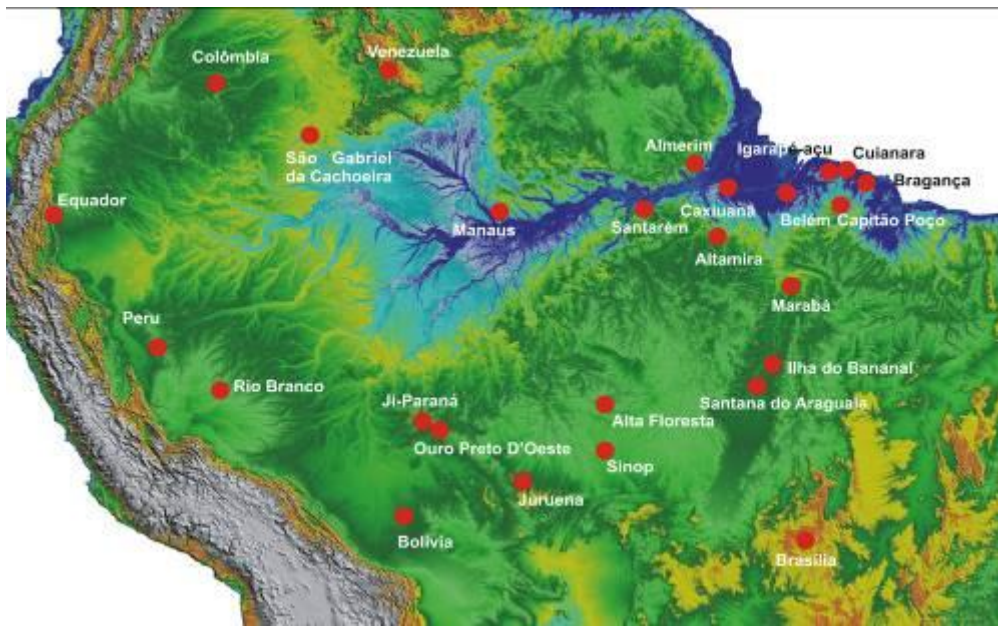 Colômbia
Venezuela
São Gabriel
da Cachoeira
Almerim
Igarapé-açu
Cuianara
Bragança
Equador
Manaus
Santarém
Caxiuanã
Belém
Capitão Poço
Altamira
Marabá
Peru
Rio Branco
Ji-Paraná
Ouro Preto D'Oeste
Alta Floresta
Ilha do Bananal
Santana do Araguaia
Sinop
Juruena
Bolívia
Brasília